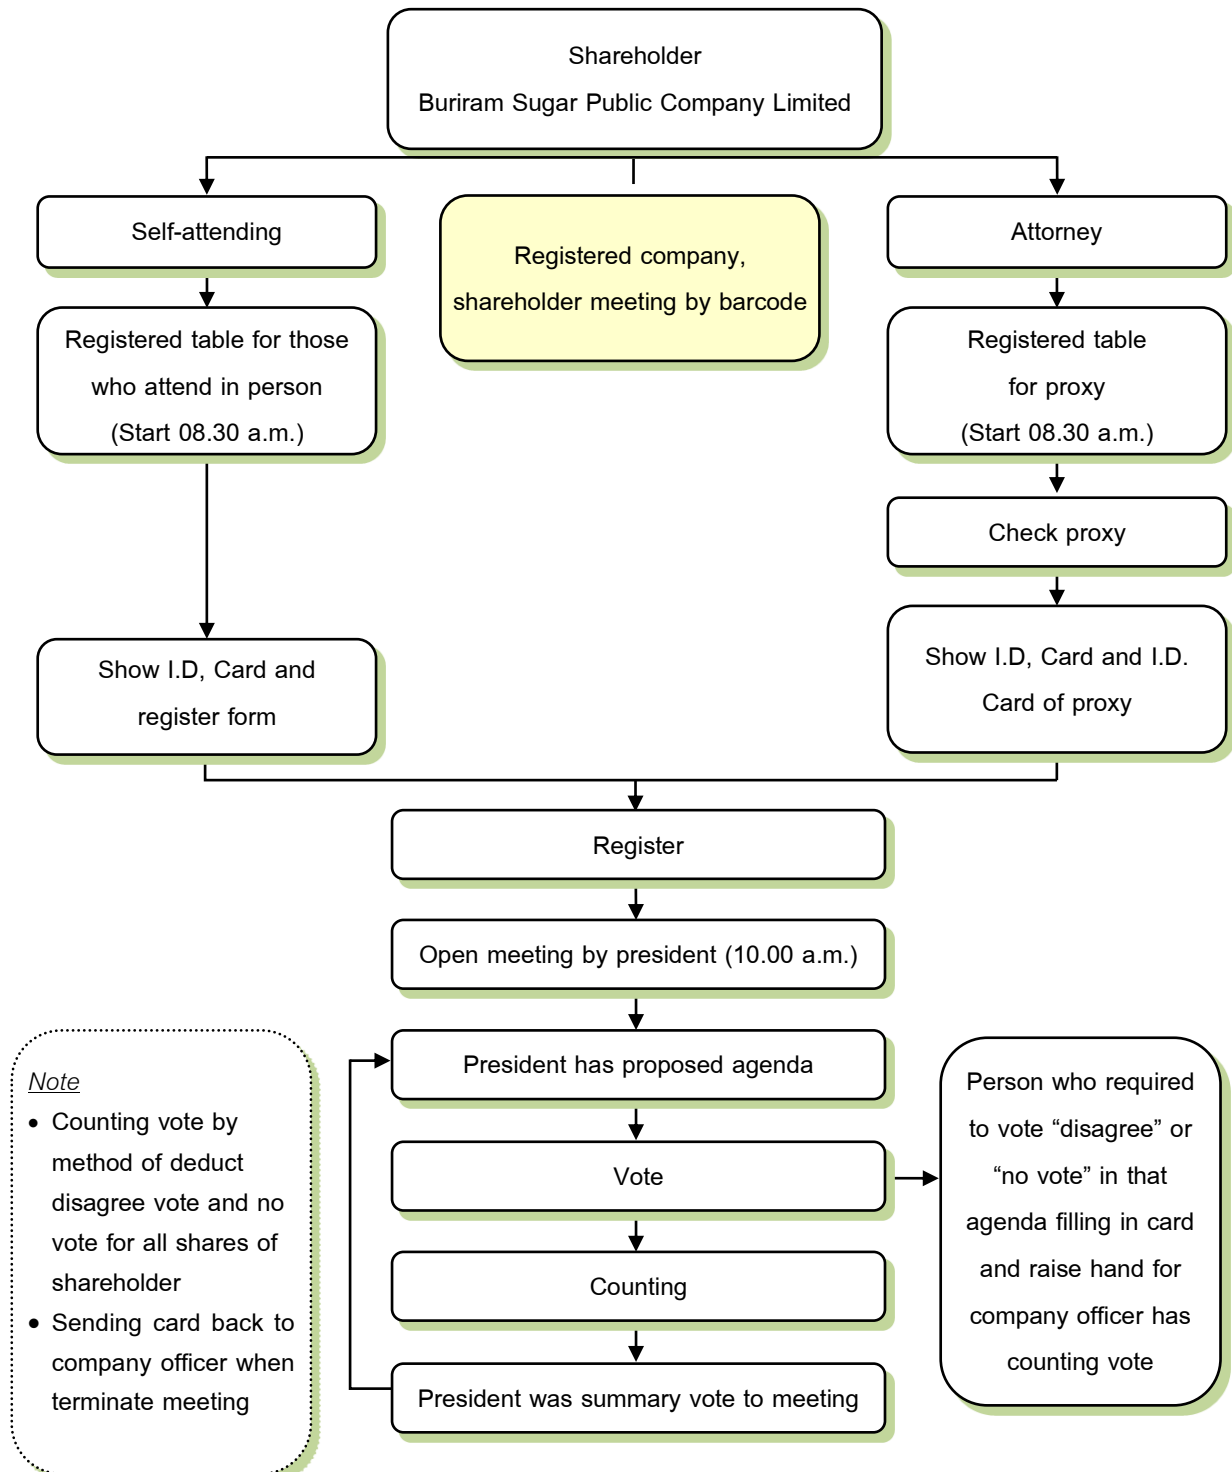 Shareholder
Buriram Sugar Public Company Limited
Self-attending
Registered company,
shareholder meeting by barcode
Attorney
Registered table for those
who attend in person
(Start 08.30 a.m.)
Registered table
for proxy
(Start 08.30 a.m.)
Check proxy
Show I.D, Card and
register form
Show I.D, Card and I.D.
Card of proxy
Register
Open meeting by president (10.00 a.m.)
President has proposed agenda
Vote
Counting
President was summary vote to meeting
Note
• Counting vote by
method of deduct
disagree vote and no
vote for all shares of
shareholder
• Sending card back to
company officer when
terminate meeting
Person who required
to vote “disagree” or
“no vote” in that
agenda filling in card
and raise hand for
company officer has
counting vote